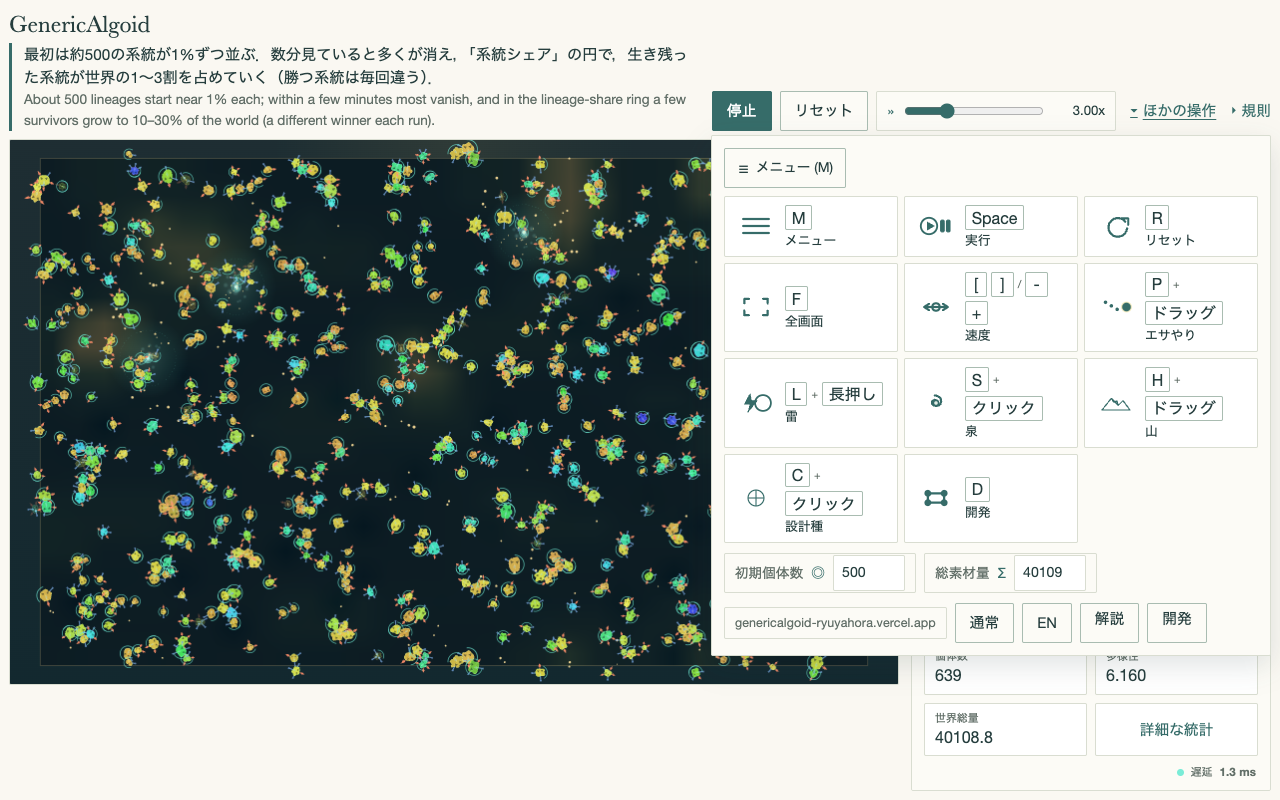 GenericAlgoid
最初は約500の系統が1%ずつ並ぶ．数分見ていると多くが消え，「系統シェア」の円で，生き残っ
た系統が世界の1〜3割を占めていく（勝つ系統は毎回違う）．
About 500 lineages start near 1% each; within a few minutes most vanish, and in the lineage-share ring a few
survivors grow to 10–30% of the world (a different winner each run).
停止
リセット
» 3.00x
ほかの操作
規則
≡ メニュー (M)
M
メニュー
Space
実行
R
リセット
F
全画面
[ ] / -
+
速度
P +
ドラッグ
エサやり
L + 長押し
雷
S +
クリック
泉
H +
ドラッグ
山
C +
クリック
設計種
D
開発
初期個体数 ◎ 500
総素材量 Σ 40109
genericalgoid-ryuyahora.vercel.app
通常
EN
解説
開発
個体数
639
多様性
6.160
世界総量
40108.8
詳細な統計
遅延 1.3 ms